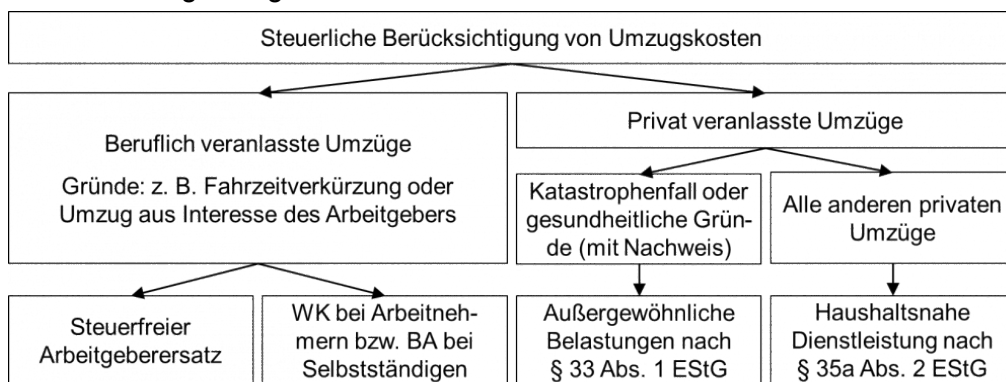 Steuerliche Berücksichtigung von Umzugskosten
Beruflich veranlasste Umzüge
Gründe: z. B. Fahrzeitverkürzung oder
Umzug aus Interesse des Arbeitgebers
Privat veranlasste Umzüge
Katastrophenfall oder
gesundheitliche Grün-
de (mit Nachweis)
Alle anderen privaten
Umzüge
Steuerfreier
Arbeitgeberersatz
WK bei Arbeitneh-
mern bzw. BA bei
Selbstständigen
Außergewöhnliche
Belastungen nach
§ 33 Abs. 1 EStG
Haushaltsnahe
Dienstleistung nach
§ 35a Abs. 2 EStG